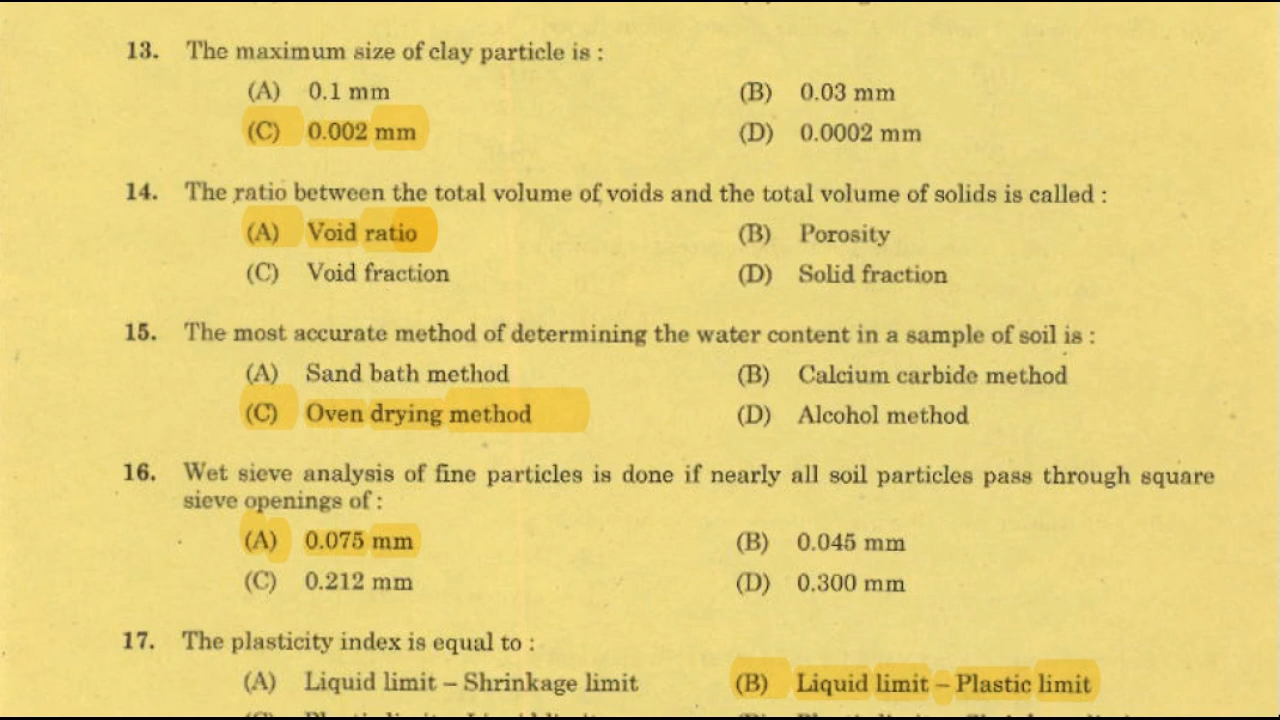 13. The maximum size of clay particle is :
(A) 0.1 mm (B) 0.03 mm
(C) 0.002 mm (D) 0.0002 mm
14. The ratio between the total volume of voids and the total volume of solids is called :
(A) Void ratio (B) Porosity
(C) Void fraction (D) Solid fraction
15. The most accurate method of determining the water content in a sample of soil is :
(A) Sand bath method (B) Calcium carbide method
(C) Oven drying method (D) Alcohol method
16. Wet sieve analysis of fine particles is done if nearly all soil particles pass through square
sieve openings of :
(A) 0.075 mm (B) 0.045 mm
(C) 0.212 mm (D) 0.300 mm
17. The plasticity index is equal to :
(A) Liquid limit – Shrinkage limit (B) Liquid limit – Plastic limit